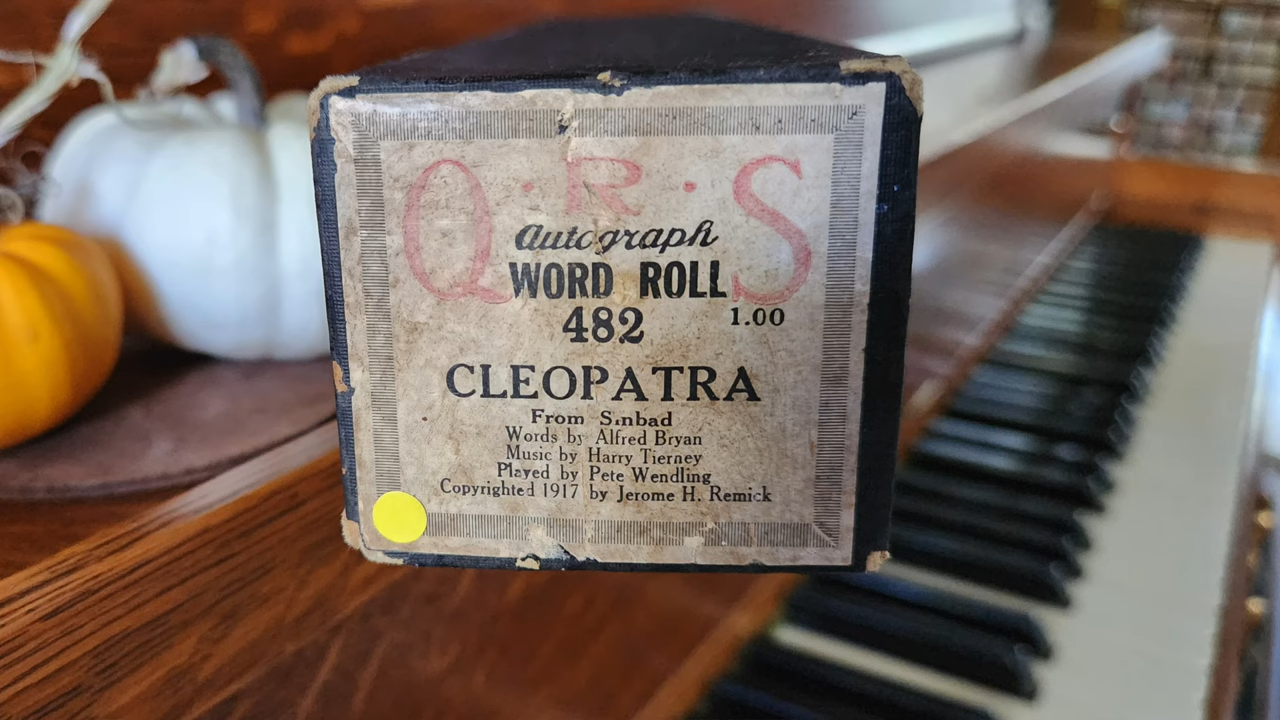 Q·R·S
Autograph
WORD ROLL
482 1.00
CLEOPATRA
From Sinbad
Words by Alfred Bryan
Music by Harry Tierney
Played by Pete Wendling
Copyrighted 1917 by Jerome H. Remick